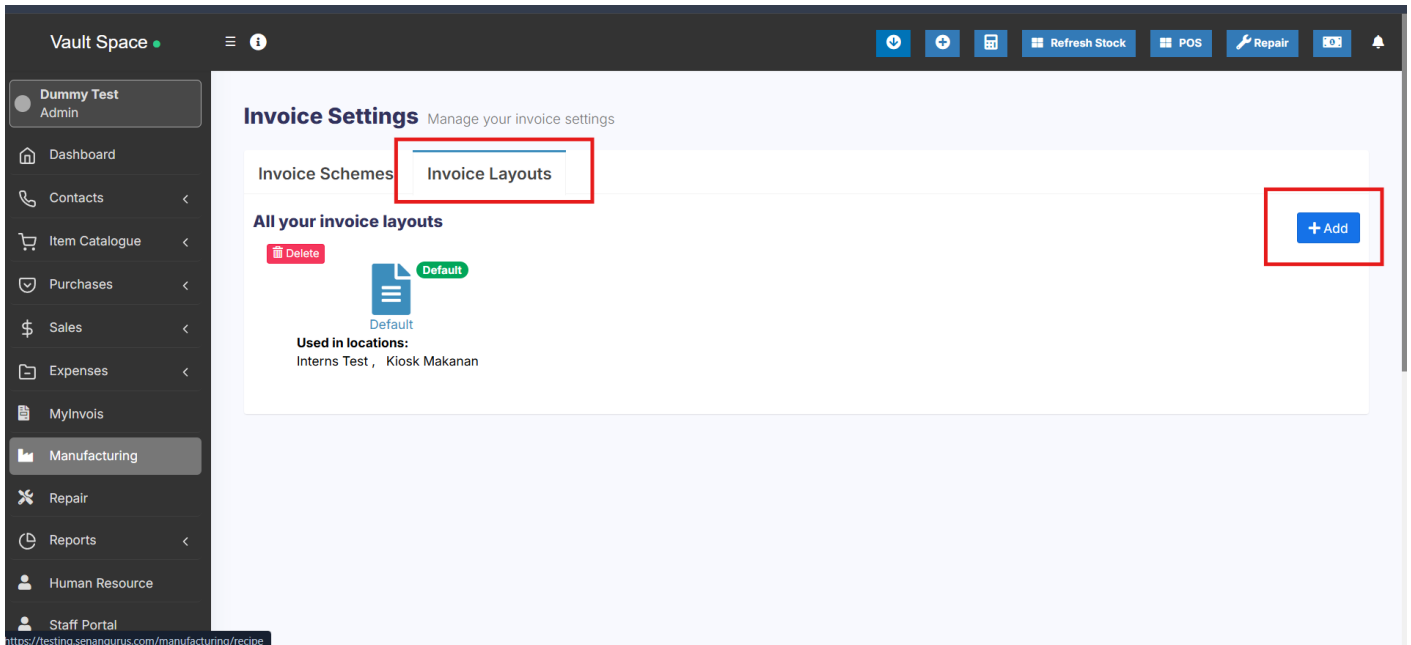 Vault Space
Refresh Stock
POS
Repair
Dummy Test
Admin
Dashboard
Contacts
Item Catalogue
Purchases
Sales
Expenses
MyInvois
Manufacturing
Repair
Reports
Human Resource
Staff Portal
https://testing.senangurus.com/manufacturing/recipe
Invoice Settings Manage your invoice settings
Invoice Schemes Invoice Layouts
All your invoice layouts
+ Add
Delete
Default
Default
Used in locations:
Interns Test , Kiosk Makanan